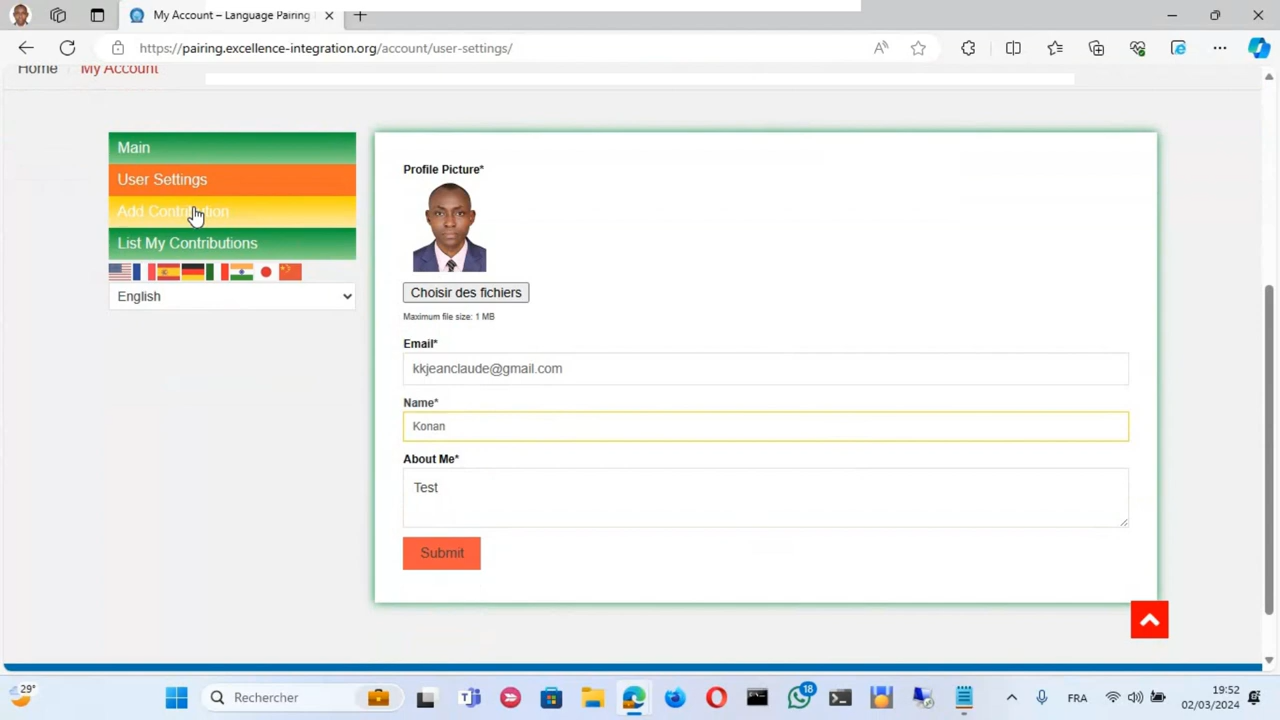 My Account – Language Pairing
https://pairing.excellence-integration.org/account/user-settings/
Home My Account
Main
User Settings
Add Contribution
List My Contributions
English
Profile Picture*
Choisir des fichiers
Maximum file size: 1 MB
Email*
kkjeanclaude@gmail.com
Name*
Konan
About Me*
Test
Submit
29°
Rechercher
18
FRA
19:52
02/03/2024